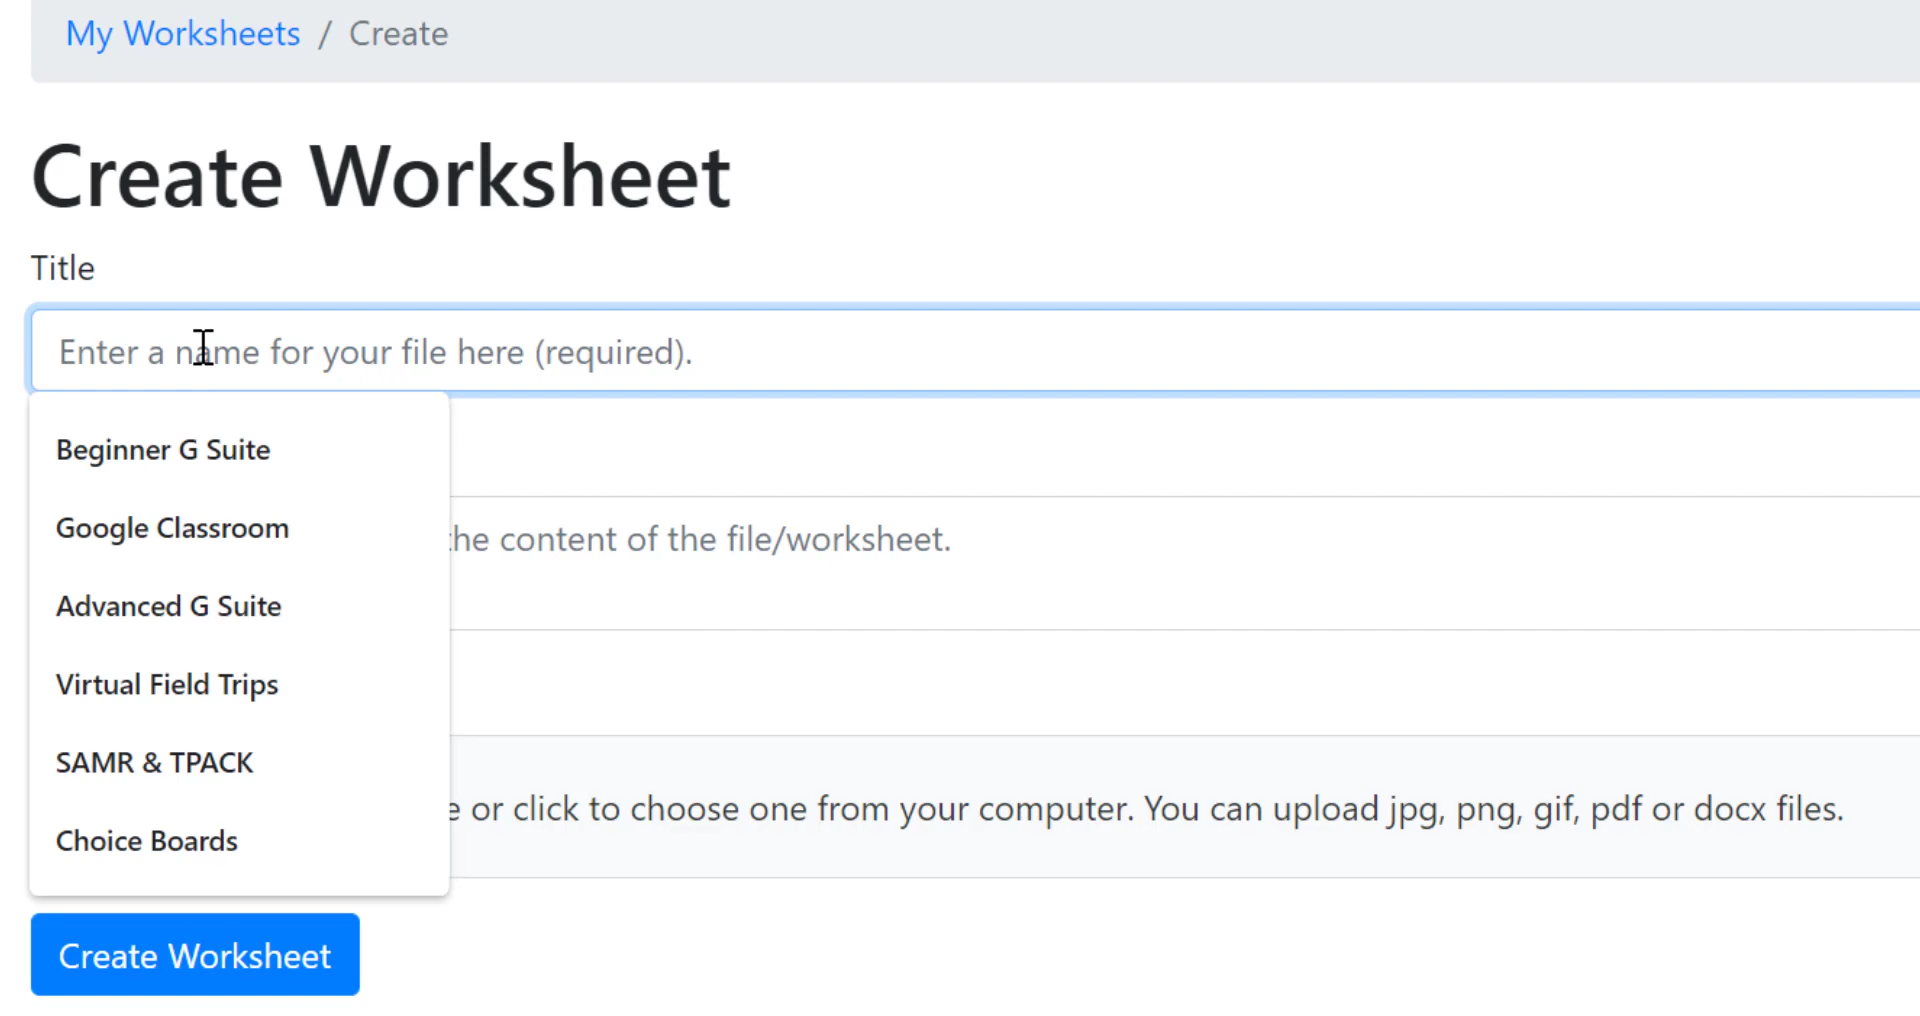 My Worksheets / Create
Create Worksheet
Title
Enter a name for your file here (required).
Beginner G Suite
Google Classroom
the content of the file/worksheet.
Advanced G Suite
Virtual Field Trips
SAMR & TPACK
e or click to choose one from your computer. You can upload jpg, png, gif, pdf or docx files.
Choice Boards
Create Worksheet